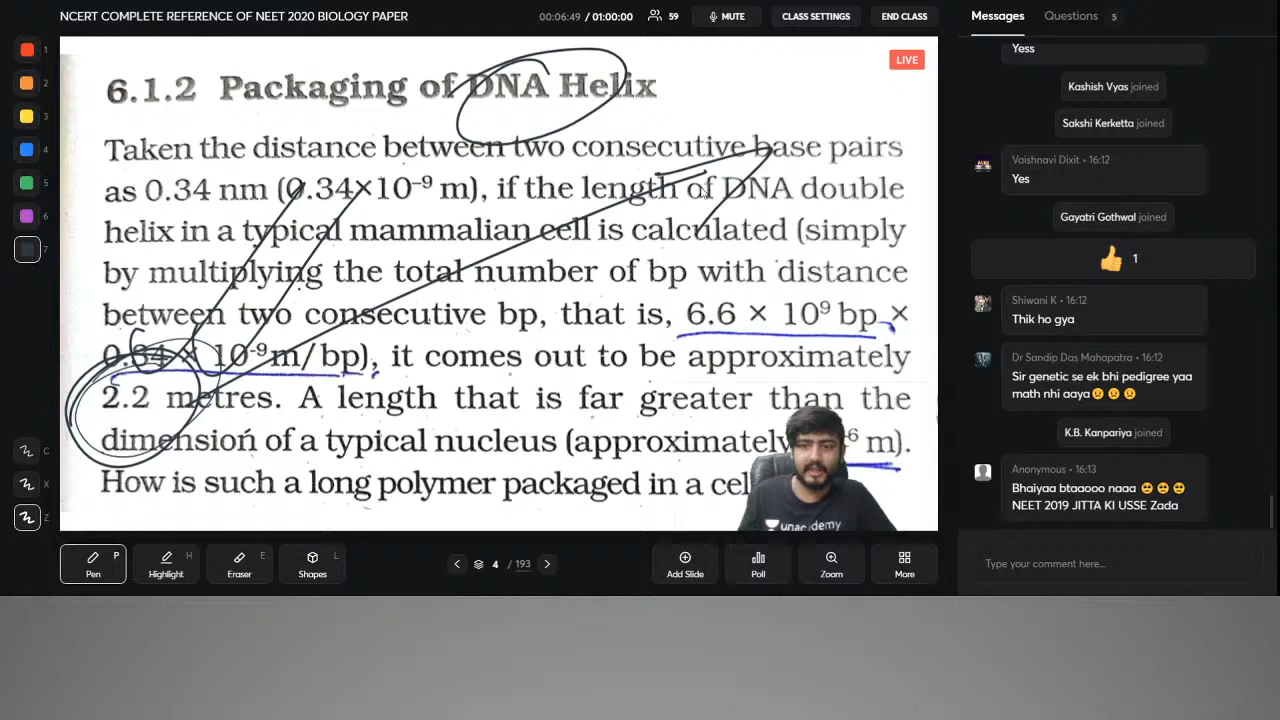 NCERT COMPLETE REFERENCE OF NEET 2020 BIOLOGY PAPER
00:06:49 / 01:00:00
59
MUTE
CLASS SETTINGS
END CLASS
Messages
Questions 5
LIVE
1
2
3
4
5
6
7
C
X
Z
6.1.2 Packaging of DNA Helix
Taken the distance between two consecutive base pairs
as 0.34 nm (0.34×10⁻⁹ m), if the length of DNA double
helix in a typical mammalian cell is calculated (simply
by multiplying the total number of bp with distance
between two consecutive bp, that is, 6.6 × 10⁹ bp ×
0.34 × 10⁻⁹m/bp), it comes out to be approximately
2.2 metres. A length that is far greater than the
dimension of a typical nucleus (approximately ⁶ m).
How is such a long polymer packaged in a cel
unacademy
Pen P
Highlight H
Eraser E
Shapes L
4 / 193
Add Slide
Poll
Zoom
More
Yess
Kashish Vyas joined
Sakshi Kerketta joined
Vaishnavi Dixit • 16:12
Yes
Gayatri Gothwal joined
👍 1
Shiwani K • 16:12
Thik ho gya
Dr Sandip Das Mahapatra • 16:12
Sir genetic se ek bhi pedigree yaa
math nhi aaya☹☹☹
K.B. Kanpariya joined
Anonymous • 16:13
Bhaiyaa btaaooo naaa
NEET 2019 JITTA KI USSE Zada
Type your comment here...